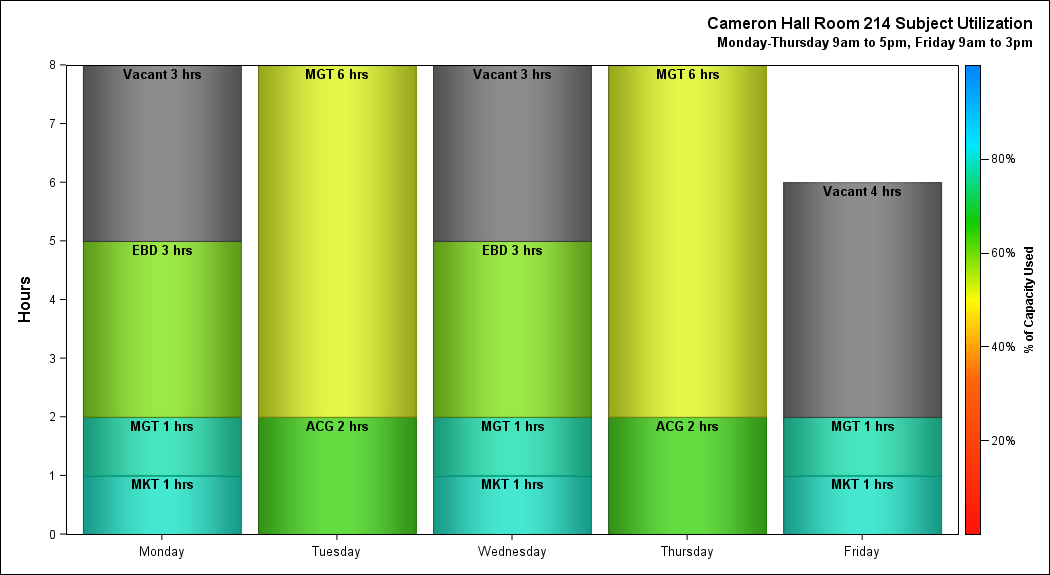 Cameron Hall Room 214 Subject Utilization
Monday-Thursday 9am to 5pm, Friday 9am to 3pm
Hours
8
7
6
5
4
3
2
1
0
Vacant 3 hrs
EBD 3 hrs
MGT 1 hrs
MKT 1 hrs
MGT 6 hrs
ACG 2 hrs
Vacant 3 hrs
EBD 3 hrs
MGT 1 hrs
MKT 1 hrs
MGT 6 hrs
ACG 2 hrs
Vacant 4 hrs
MGT 1 hrs
MKT 1 hrs
Monday
Tuesday
Wednesday
Thursday
Friday
80%
60%
40%
20%
% of Capacity Used